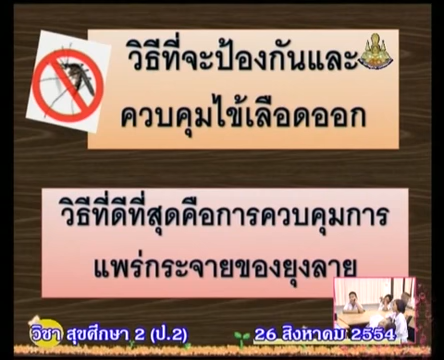 วิธีที่จะป้องกันและ
ควบคุมไข้เลือดออก
วิธีที่ดีที่สุดคือการควบคุมการ
แพร่กระจายของยุงลาย
วิชา สุขศึกษา 2 (ป.2)
26 สิงหาคม 2554